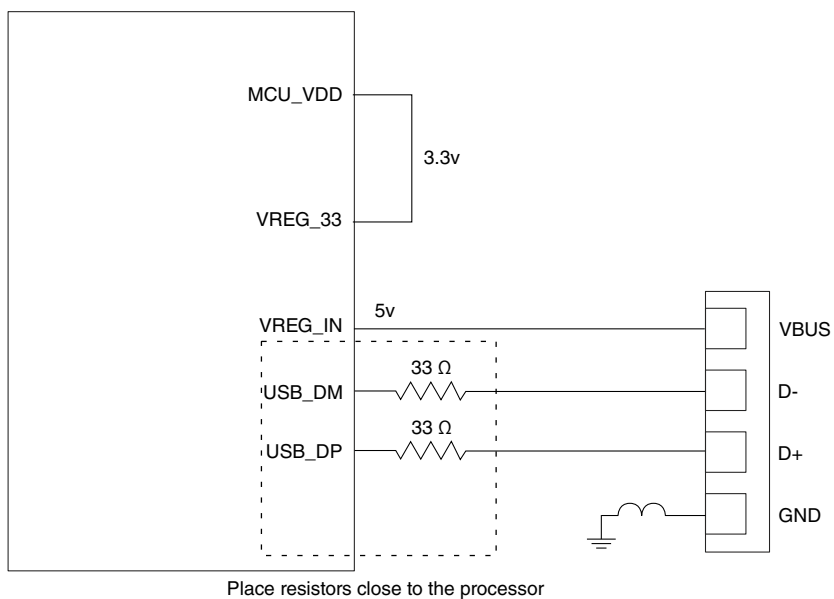 MCU_VDD
3.3v
VREG_33
5v
VREG_IN
VBUS
33 Ω
USB_DM
D-
33 Ω
USB_DP
D+
GND
Place resistors close to the processor